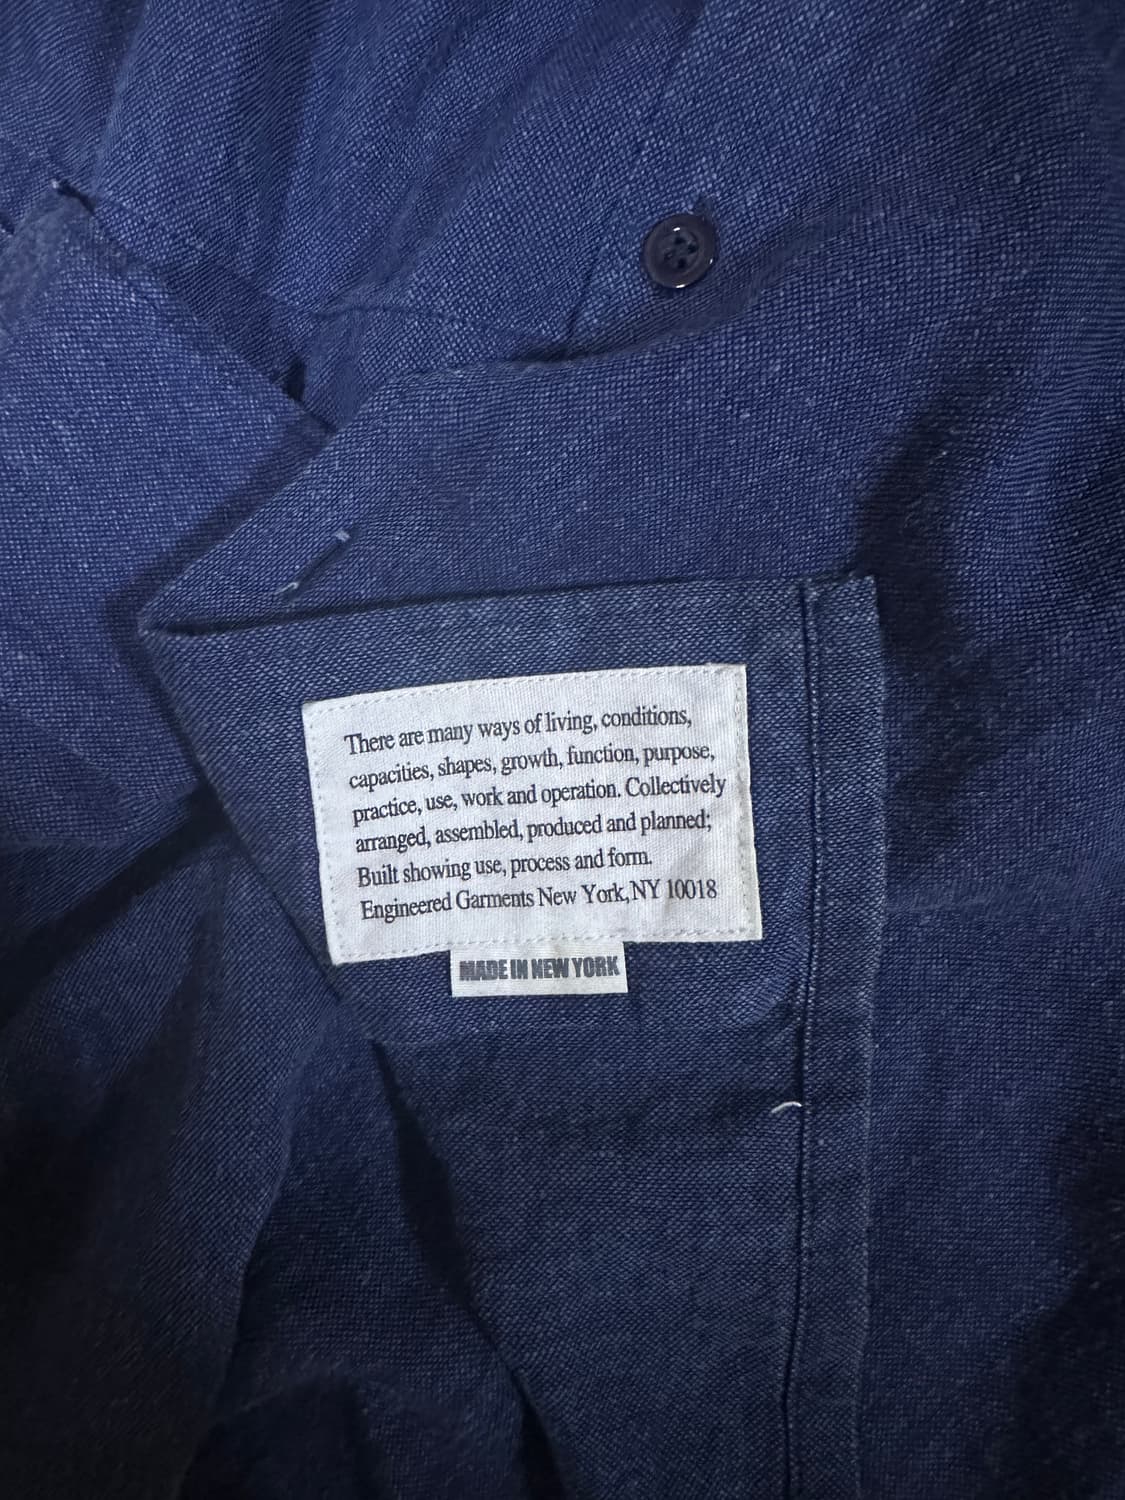 There are many ways of living, conditions,
capacities, shapes, growth, function, purpose,
practice, use, work and operation. Collectively
arranged, assembled, produced and planned;
Built showing use, process and form.
Engineered Garments New York, NY 10018
MADE IN NEW YORK